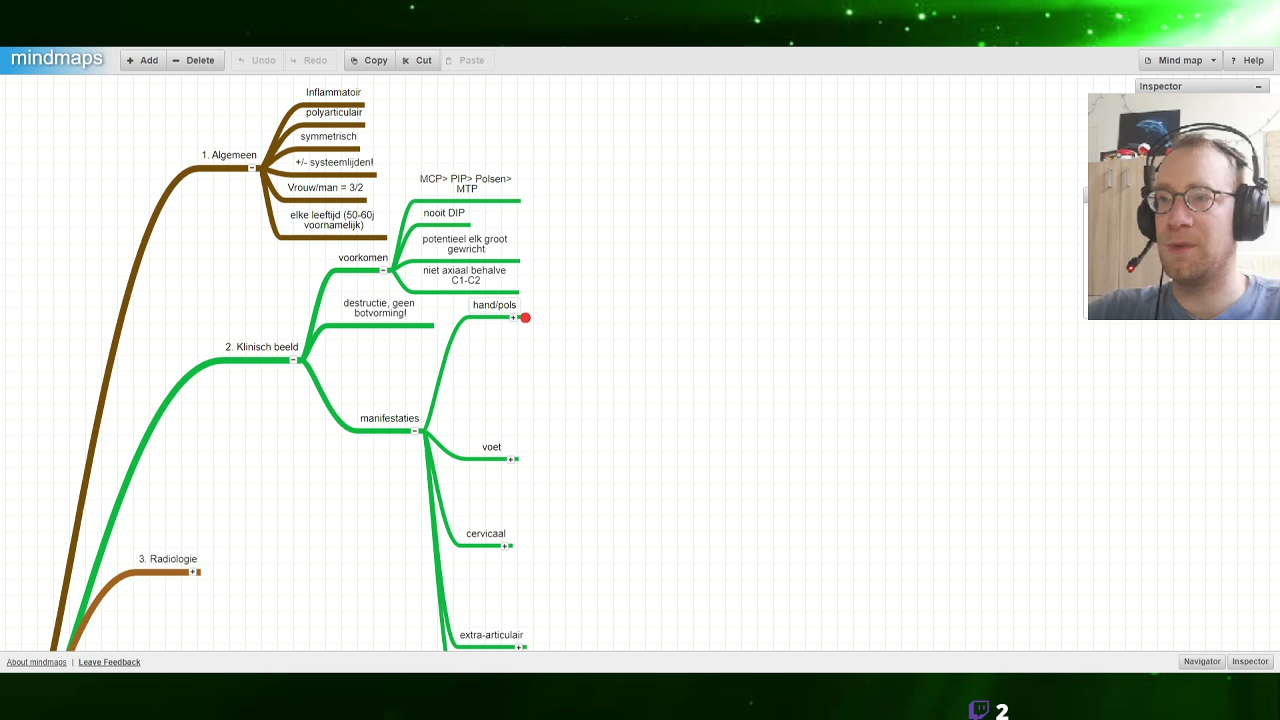 mindmaps
Add
Delete
Undo
Redo
Copy
Cut
Paste
Mind map
? Help
Inspector
Inflammatoir
polyarticulair
symmetrisch
1. Algemeen
+/- systeemlijden!
Vrouw/man = 3/2
elke leeftijd (50-60j
voornamelijk)
MCP> PIP> Polsen>
MTP
nooit DIP
potentieel elk groot
gewricht
voorkomen
niet axiaal behalve
C1-C2
destructie, geen
botvorming!
hand/pols
2. Klinisch beeld
manifestaties
voet
cervicaal
3. Radiologie
extra-articulair
About mindmaps | Leave Feedback
Navigator
Inspector
2